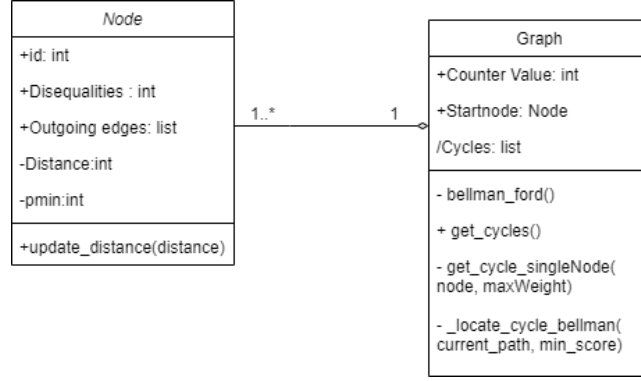 Node
+id: int
+Disequalities : int
+Outgoing edges: list
-Distance:int
-pmin:int
+update_distance(distance)
1..*
1
Graph
+Counter Value: int
+Startnode: Node
/Cycles: list
- bellman_ford()
+ get_cycles()
- get_cycle_singleNode(
node, maxWeight)
- _locate_cycle_bellman(
current_path, min_score)